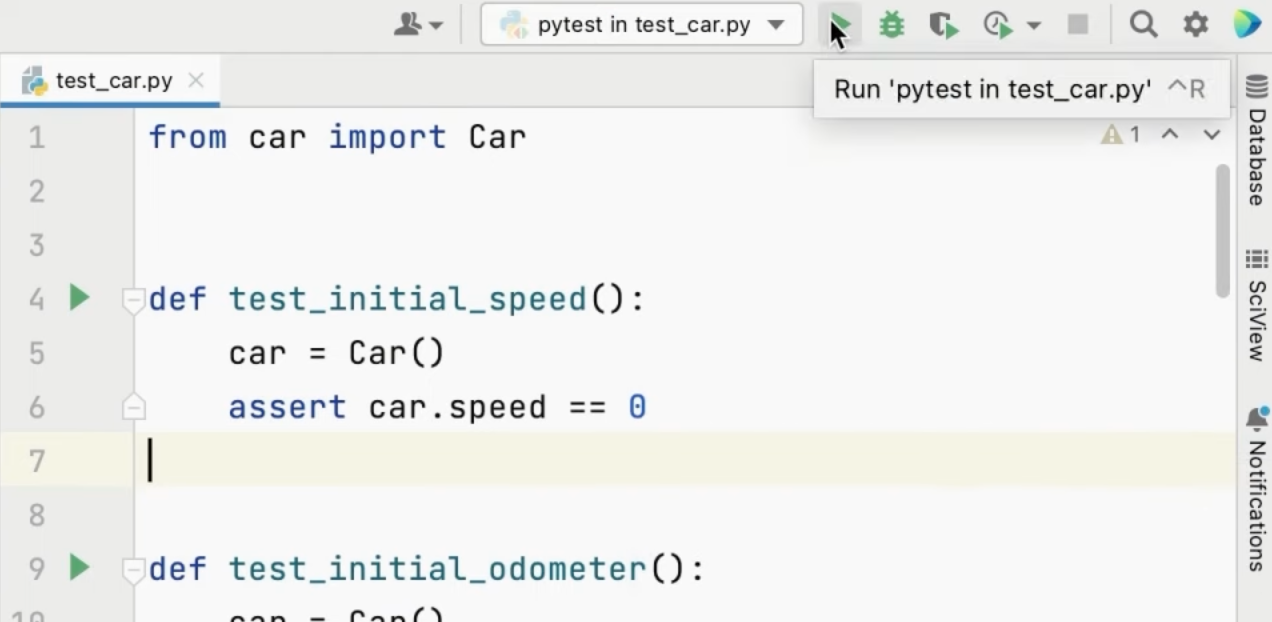 pytest in test_car.py
test_car.py
Run 'pytest in test_car.py' ^R
1 from car import Car
1
2
3
4 def test_initial_speed():
5 car = Car()
6 assert car.speed == 0
7
8
9 def test_initial_odometer():
10 car = Car()
Database
SciView
Notifications